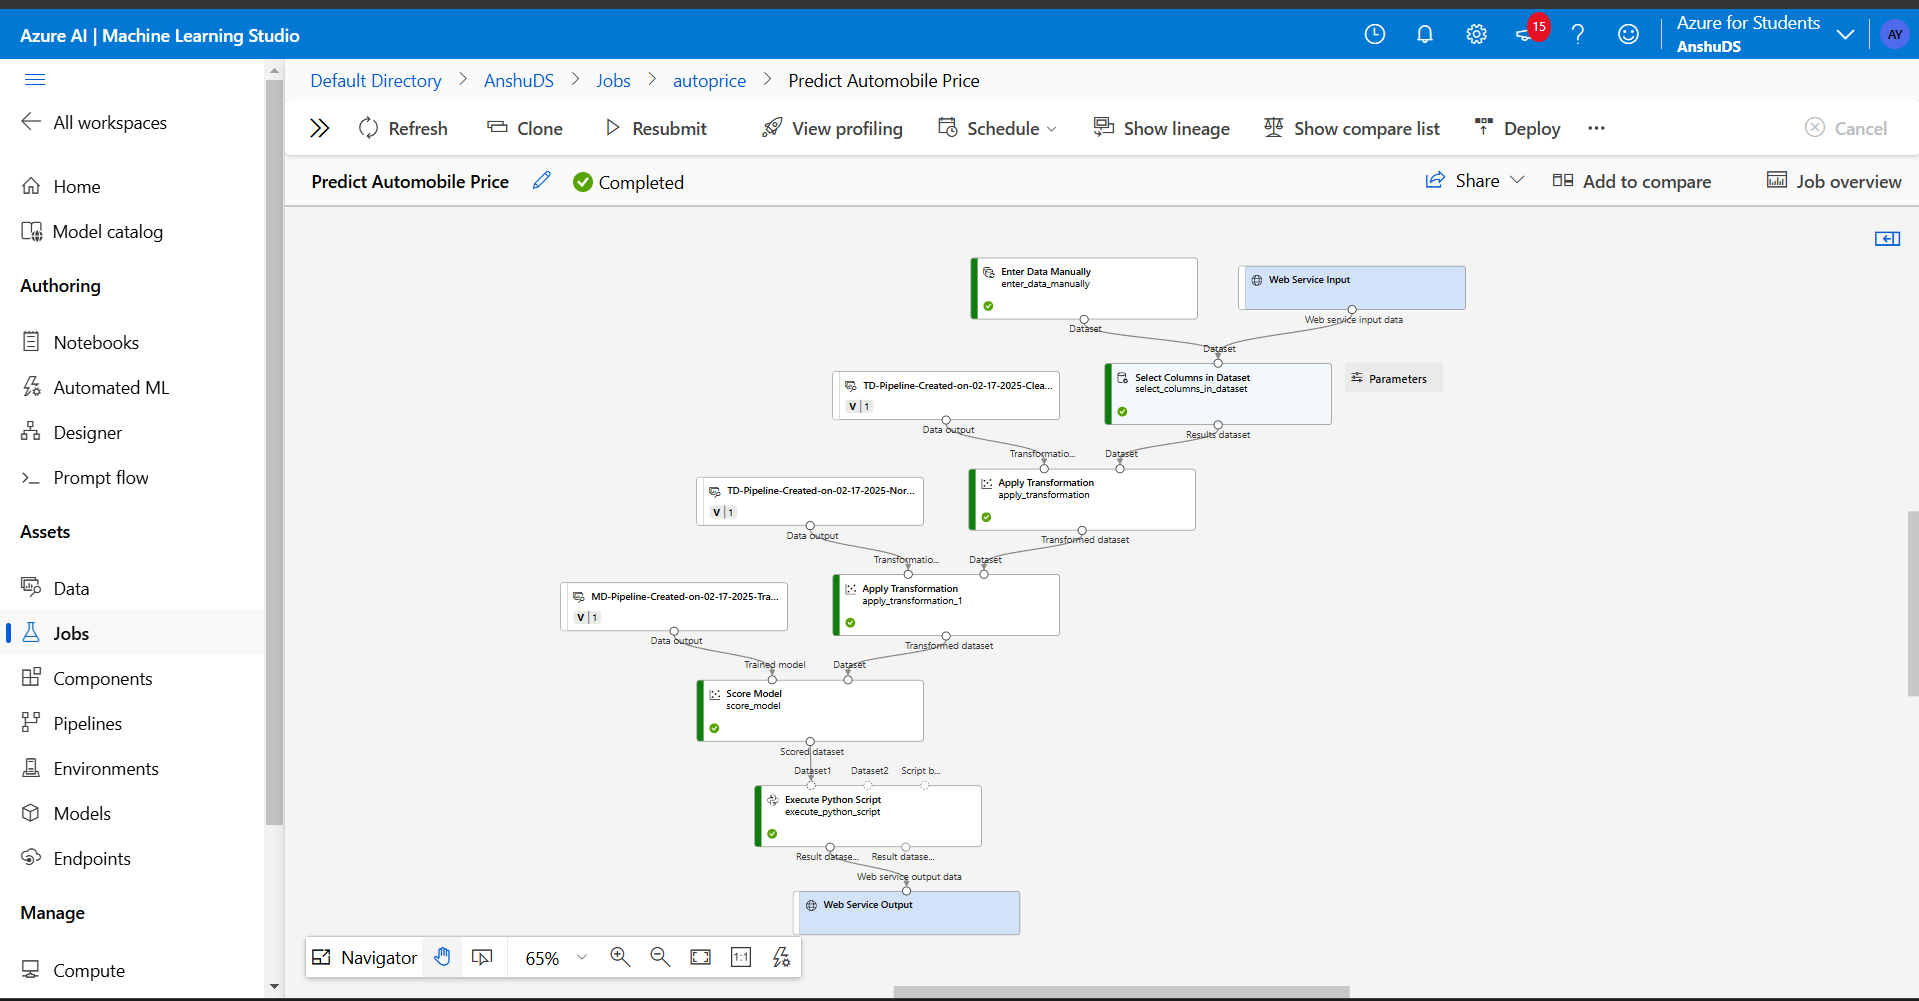 Azure AI | Machine Learning Studio
15
Azure for Students
AnshuDS
AY
All workspaces
Home
Model catalog
Authoring
Notebooks
Automated ML
Designer
Prompt flow
Assets
Data
Jobs
Components
Pipelines
Environments
Models
Endpoints
Manage
Compute
Default Directory > AnshuDS > Jobs > autoprice > Predict Automobile Price
Refresh
Clone
Resubmit
View profiling
Schedule
Show lineage
Show compare list
Deploy
Cancel
Predict Automobile Price
Completed
Share
Add to compare
Job overview
Enter Data Manually
enter_data_manually
Dataset
Web Service Input
Web service input data
Dataset
Select Columns in Dataset
select_columns_in_dataset
Results dataset
Parameters
TD-Pipeline-Created-on-02-17-2025-Clea...
V | 1
Data output
Transformatio...
Dataset
Apply Transformation
apply_transformation
Transformed dataset
TD-Pipeline-Created-on-02-17-2025-Nor...
V | 1
Data output
Transformatio...
Dataset
Apply Transformation
apply_transformation_1
Transformed dataset
MD-Pipeline-Created-on-02-17-2025-Tra...
V | 1
Data output
Trained model
Dataset
Score Model
score_model
Scored dataset
Dataset1
Dataset2
Script b...
Execute Python Script
execute_python_script
Result datase...
Result datase...
Web service output data
Web Service Output
Navigator
65%
1:1